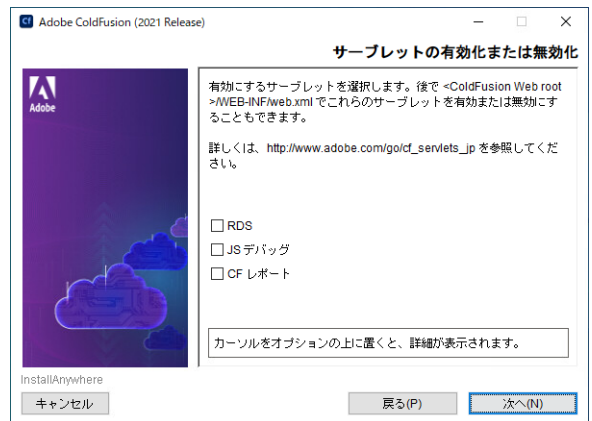 Adobe ColdFusion (2021 Release)
サーブレットの有効化または無効化
Adobe
有効にするサーブレットを選択します。後で <ColdFusion Web root
>/WEB-INF/web.xml でこれらのサーブレットを有効または無効にす
ることもできます。
詳しくは、http://www.adobe.com/go/cf_servlets_jp を参照してくだ
さい。
RDS
JS デバッグ
CF レポート
カーソルをオプションの上に置くと、詳細が表示されます。
InstallAnywhere
キャンセル
戻る(P)
次へ(N)